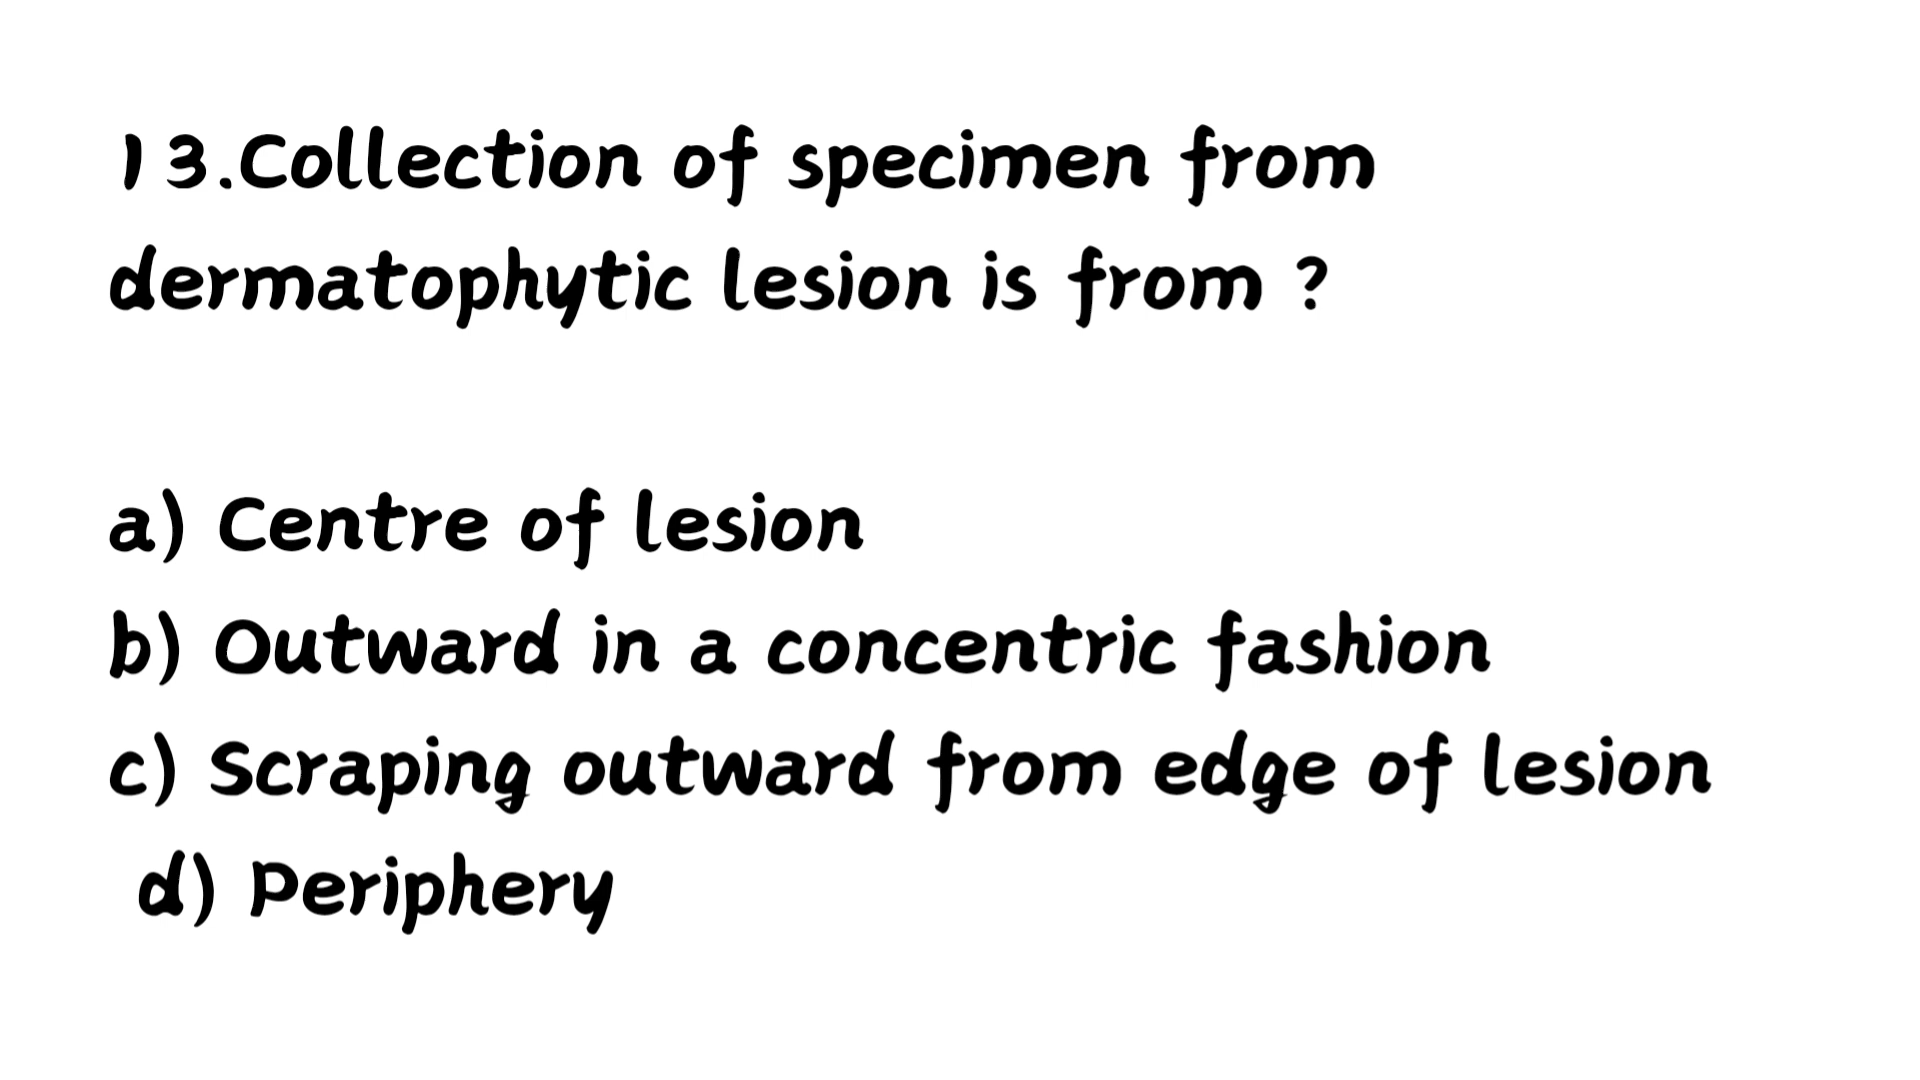 13.Collection of specimen from
dermatophytic lesion is from ?
a) Centre of lesion
b) Outward in a concentric fashion
c) Scraping outward from edge of lesion
d) Periphery